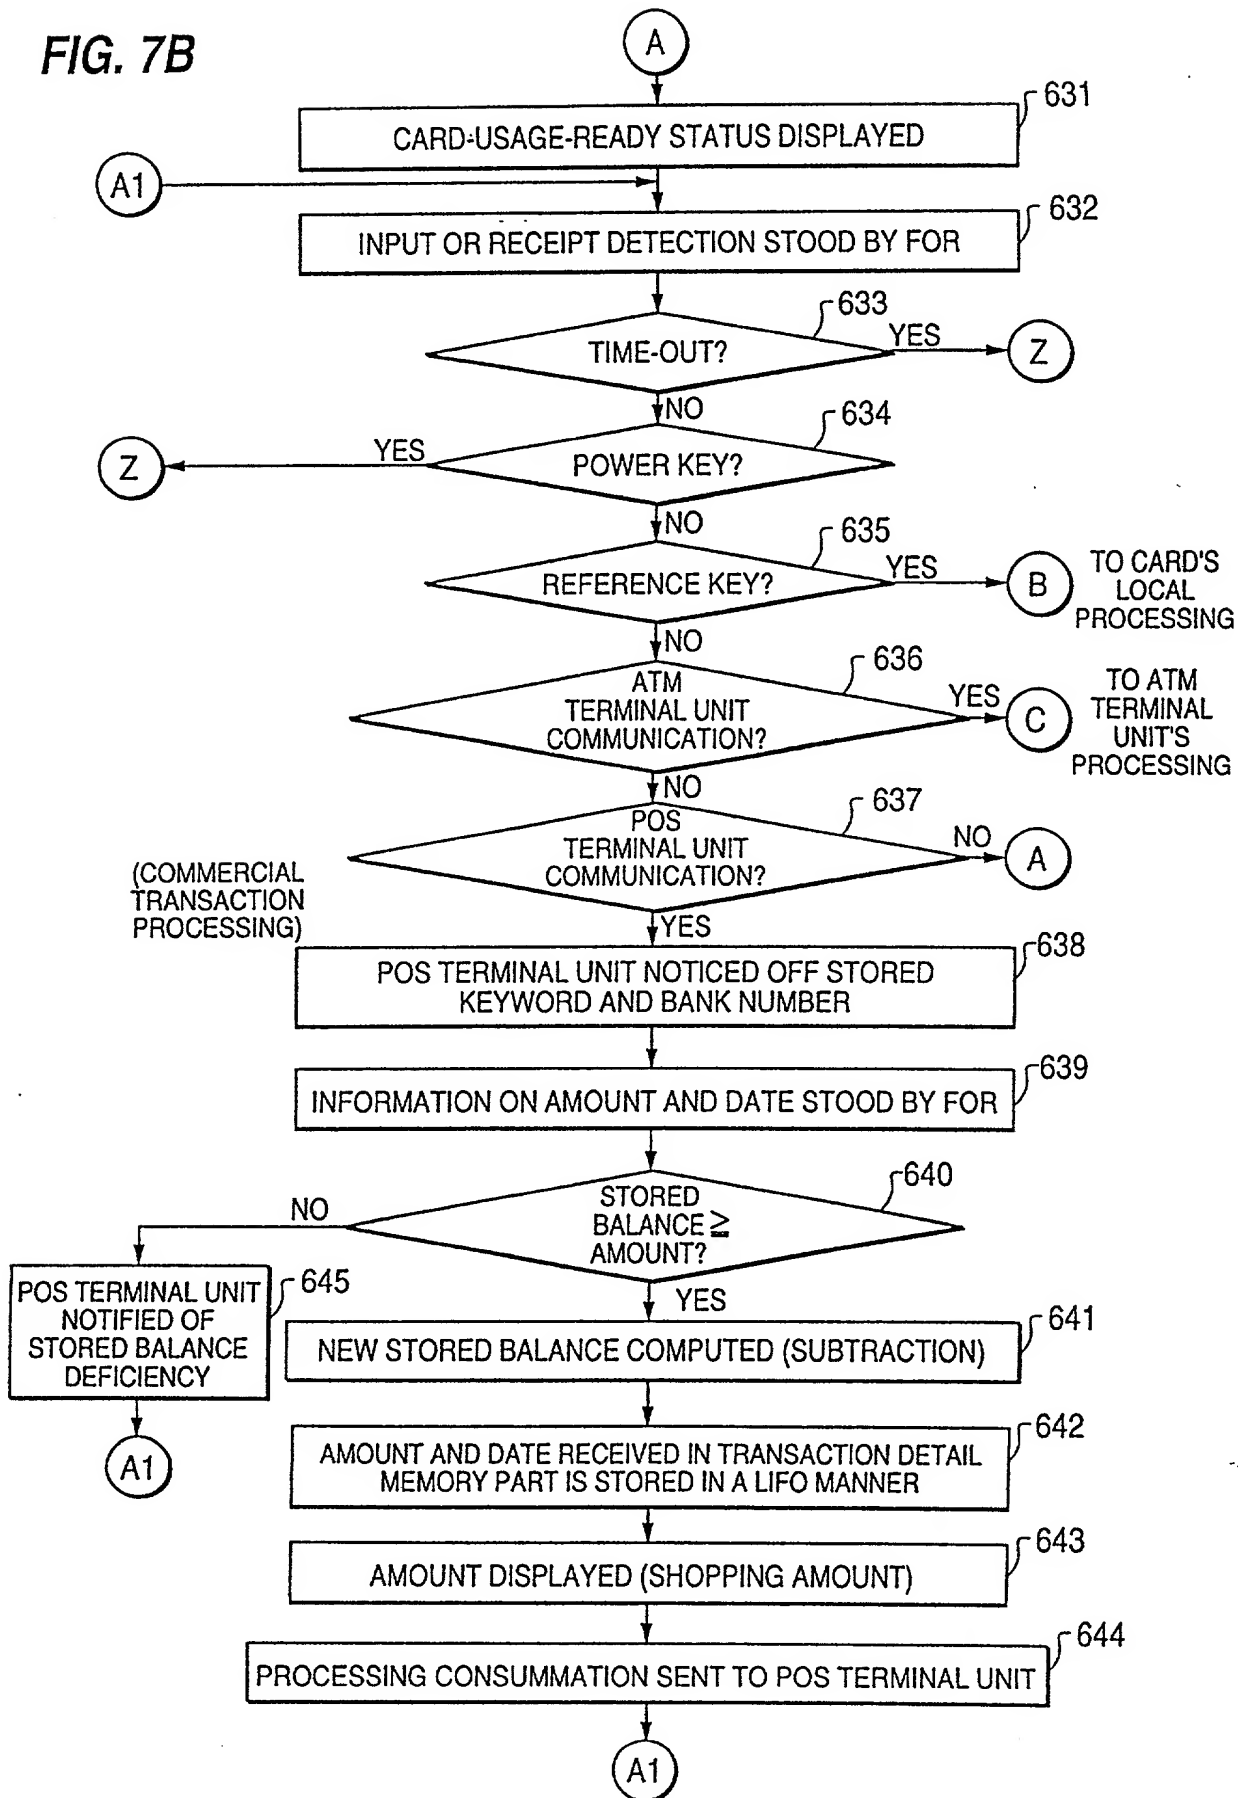 FIG. 7B
A
631
CARD-USAGE-READY STATUS DISPLAYED
A1
632
INPUT OR RECEIPT DETECTION STOOD BY FOR
633
TIME-OUT?
YES
Z
NO
634
YES
Z
POWER KEY?
NO
635
REFERENCE KEY?
YES
B
TO CARD'S
LOCAL
PROCESSING
NO
636
ATM
TERMINAL UNIT
COMMUNICATION?
YES
C
TO ATM
TERMINAL
UNIT'S
PROCESSING
NO
637
POS
TERMINAL UNIT
COMMUNICATION?
NO
A
(COMMERCIAL
TRANSACTION
PROCESSING)
YES
638
POS TERMINAL UNIT NOTICED OFF STORED
KEYWORD AND BANK NUMBER
639
INFORMATION ON AMOUNT AND DATE STOOD BY FOR
640
STORED
BALANCE ≧
AMOUNT?
NO
645
POS TERMINAL UNIT
NOTIFIED OF
STORED BALANCE
DEFICIENCY
A1
YES
641
NEW STORED BALANCE COMPUTED (SUBTRACTION)
642
AMOUNT AND DATE RECEIVED IN TRANSACTION DETAIL
MEMORY PART IS STORED IN A LIFO MANNER
643
AMOUNT DISPLAYED (SHOPPING AMOUNT)
644
PROCESSING CONSUMMATION SENT TO POS TERMINAL UNIT
A1